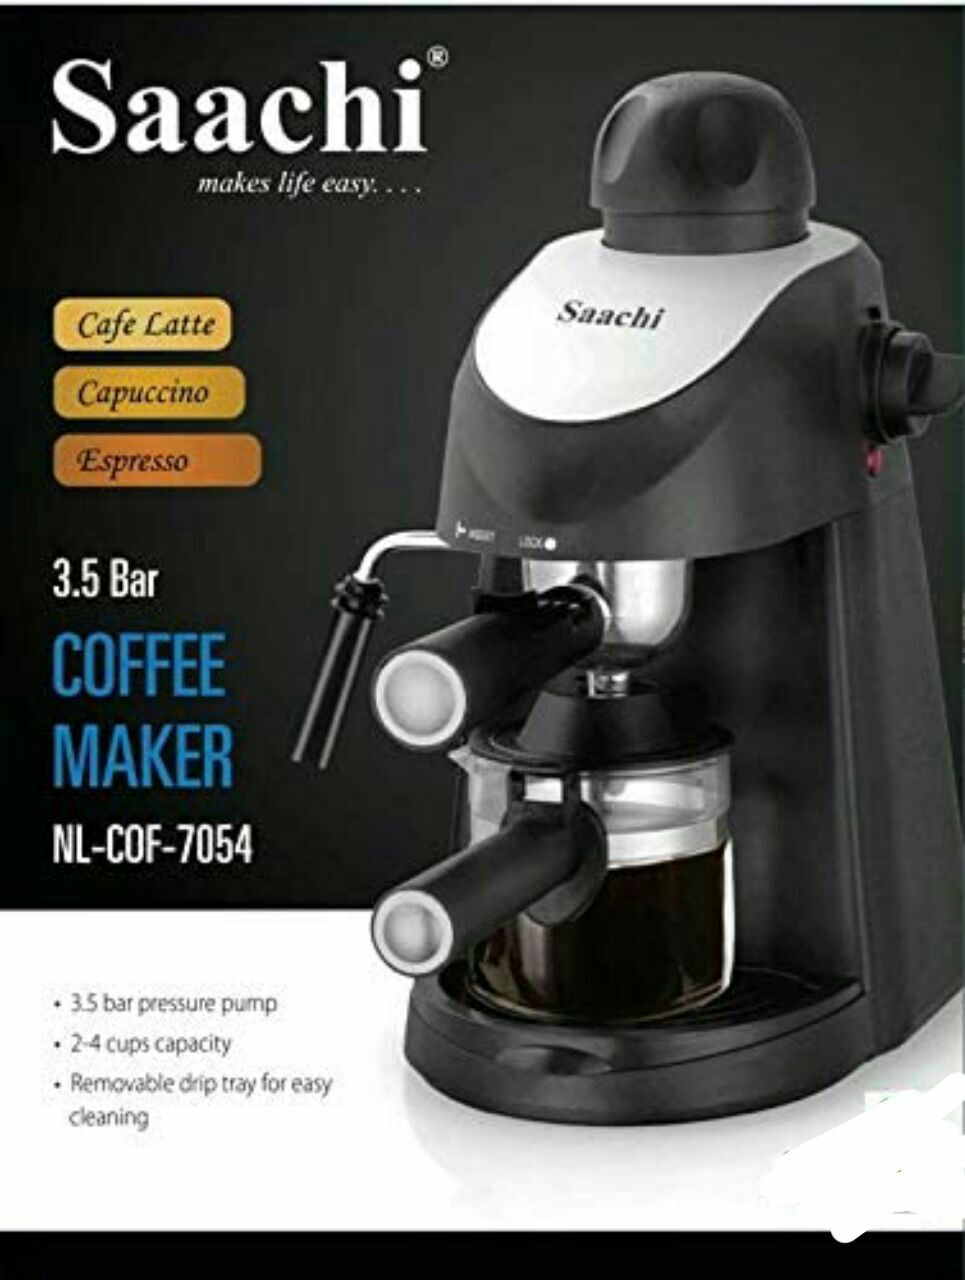 Saachi®
makes life easy. . . .
Saachi
Cafe Latte
Capuccino
Espresso
INSERT LOCK
3.5 Bar
COFFEE
MAKER
NL-COF-7054
• 3.5 bar pressure pump
• 2-4 cups capacity
• Removable drip tray for easy
cleaning